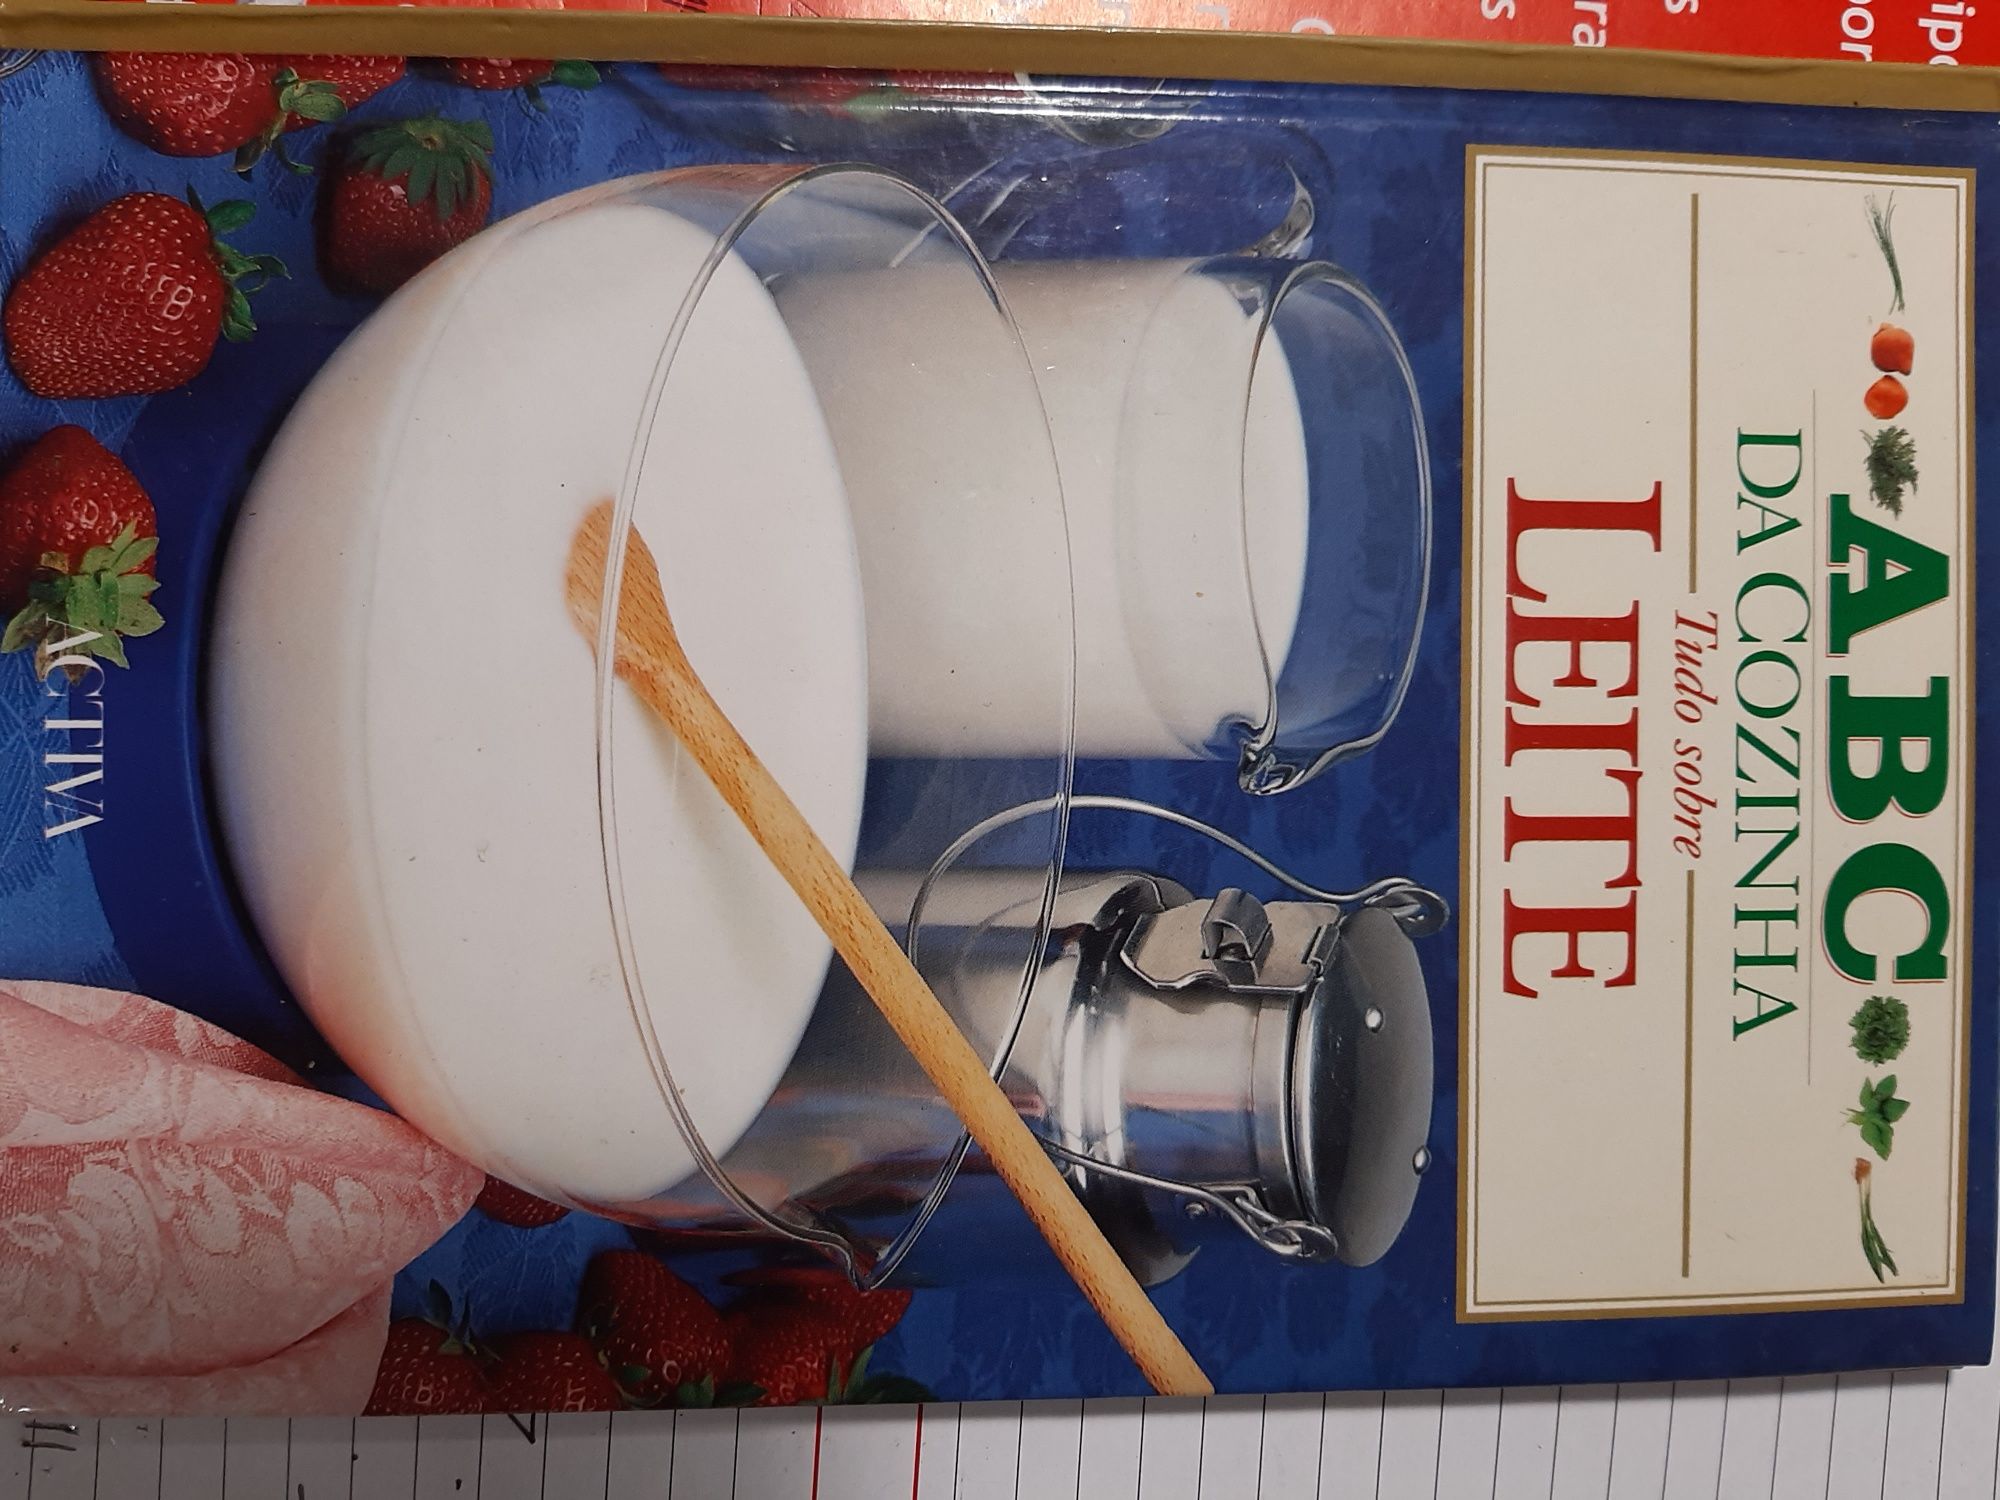 ABC
DA COZINHA
Tudo sobre
LEITE
ACTIVA